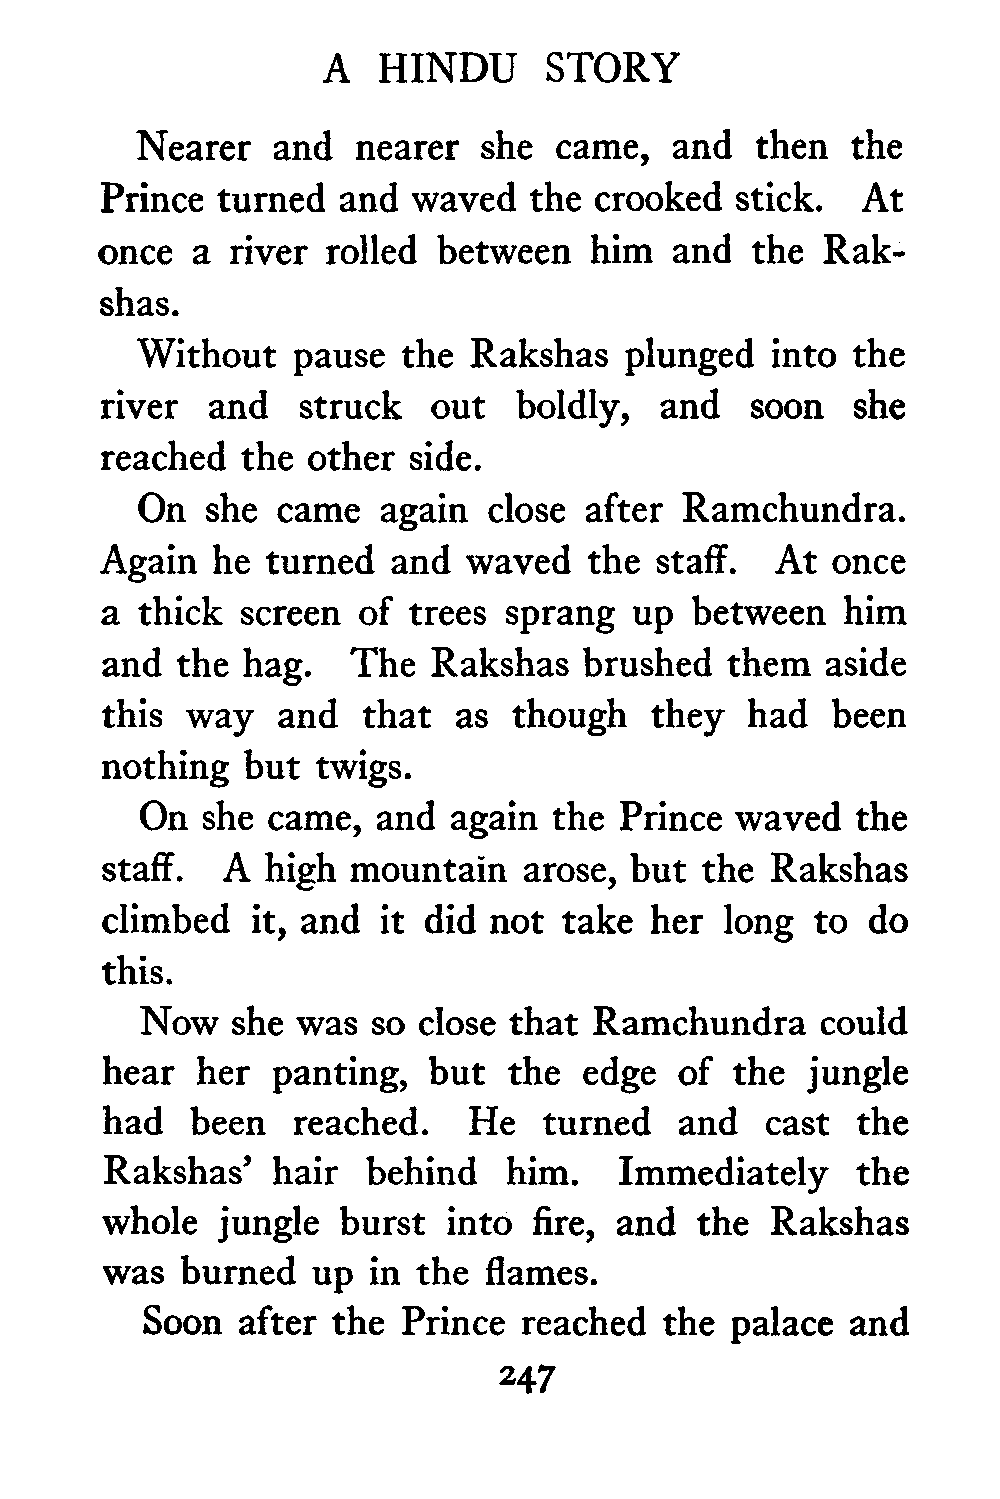 A HINDU STORY
Nearer and nearer she came, and then the
Prince turned and waved the crooked stick. At
once a river rolled between him and the Rak-
shas.
Without pause the Rakshas plunged into the
river and struck out boldly, and soon she
reached the other side.
On she came again close after Ramchundra.
Again he turned and waved the staff. At once
a thick screen of trees sprang up between him
and the hag. The Rakshas brushed them aside
this way and that as though they had been
nothing but twigs.
On she came, and again the Prince waved the
staff. A high mountain arose, but the Rakshas
climbed it, and it did not take her long to do
this.
Now she was so close that Ramchundra could
hear her panting, but the edge of the jungle
had been reached. He turned and cast the
Rakshas’ hair behind him. Immediately the
whole jungle burst into fire, and the Rakshas
was burned up in the flames.
Soon after the Prince reached the palace and
247